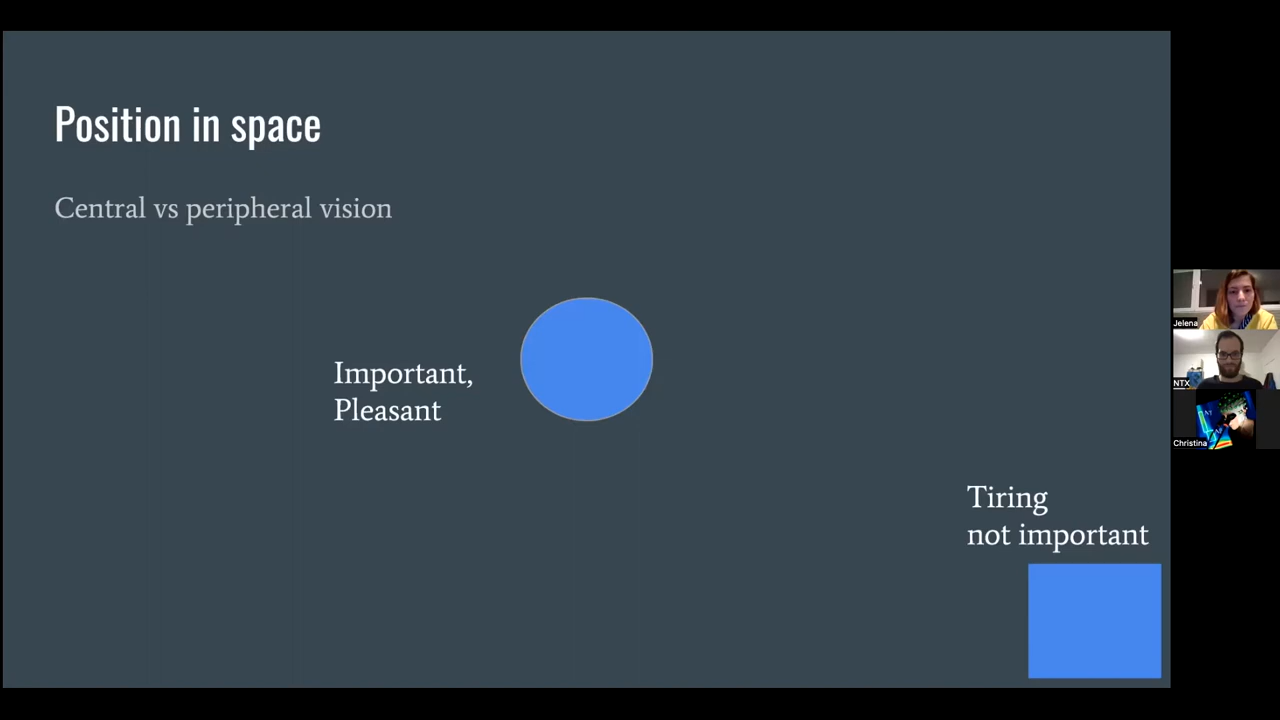 Position in space
Central vs peripheral vision
Important,
Pleasant
Tiring
not important
Jelena
NTX
Christina